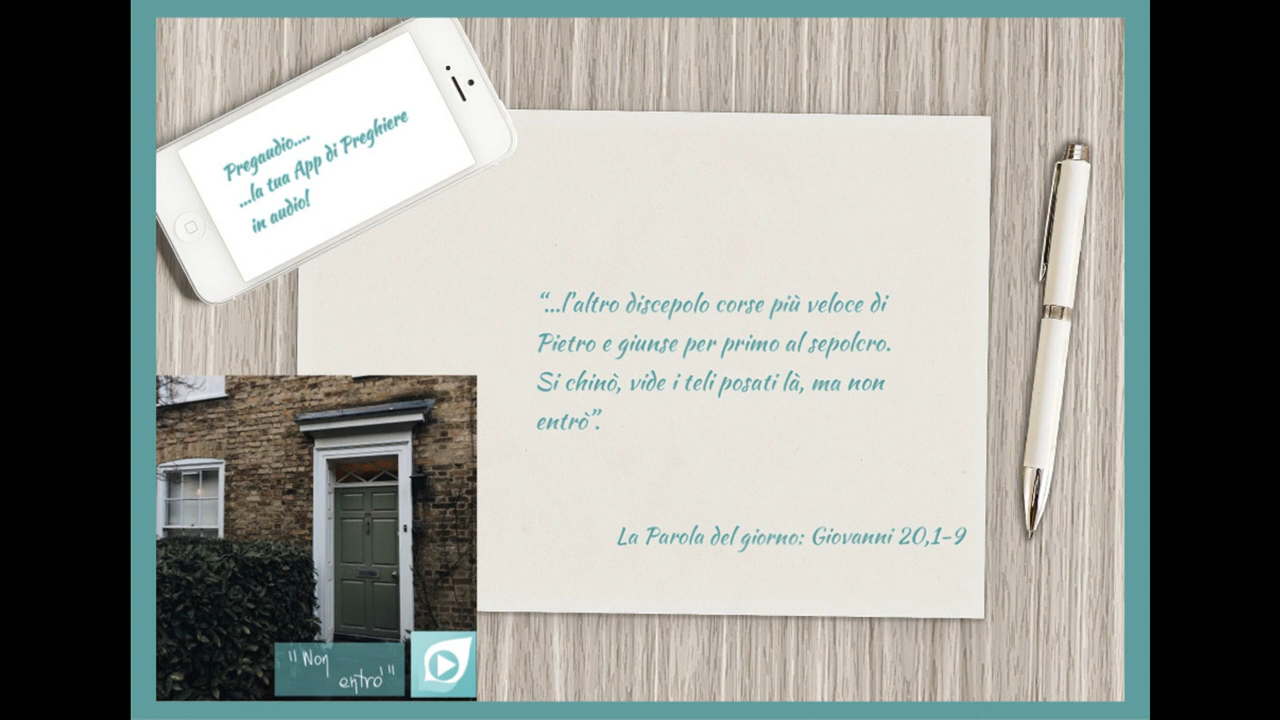 Pregaudio....
...la tua App di Preghiere
in audio!
“...l'altro discepolo corse più veloce di
Pietro e giunse per primo al sepolcro.
Si chinò, vide i teli posati là, ma non
entrò”.
La Parola del giorno: Giovanni 20,1-9
"Non
entrò"